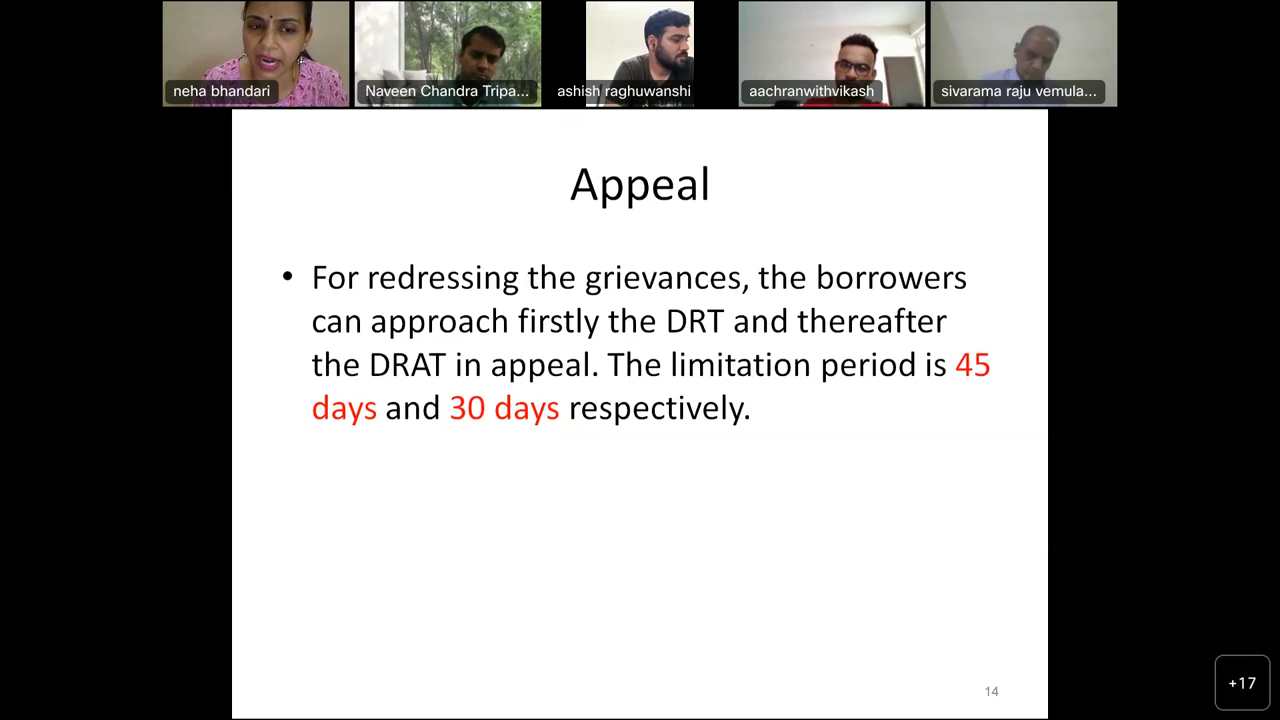 neha bhandari
Naveen Chandra Tripa...
ashish raghuwanshi
aachranwithvikash
sivarama raju vemula...
Appeal
• For redressing the grievances, the borrowers
can approach firstly the DRT and thereafter
the DRAT in appeal. The limitation period is 45
days and 30 days respectively.
14
+17